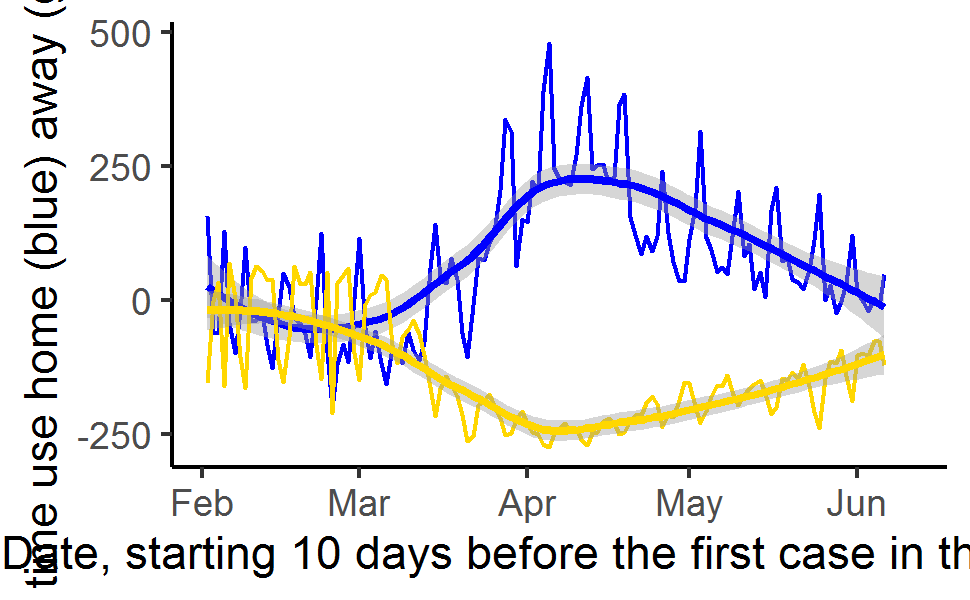 time use home (blue) away (g
500
250
0
-250
Feb Mar Apr May Jun
Date, starting 10 days before the first case in th